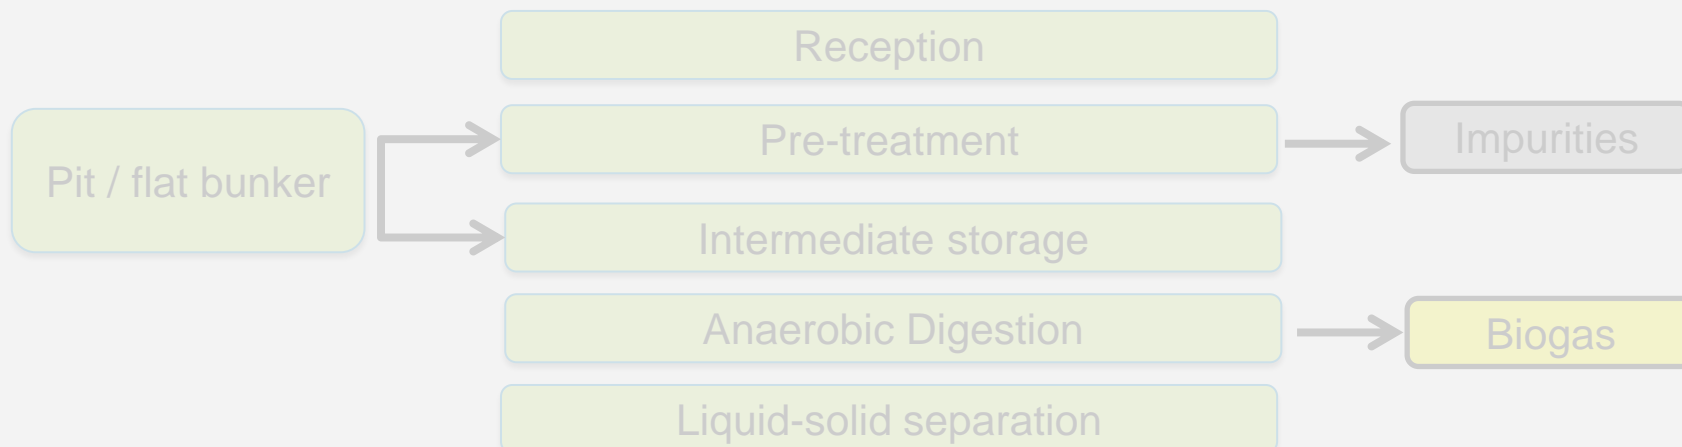 Reception
Pre-treatment
Impurities
Pit / flat bunker
Intermediate storage
Anaerobic Digestion
Biogas
Liquid-solid separation